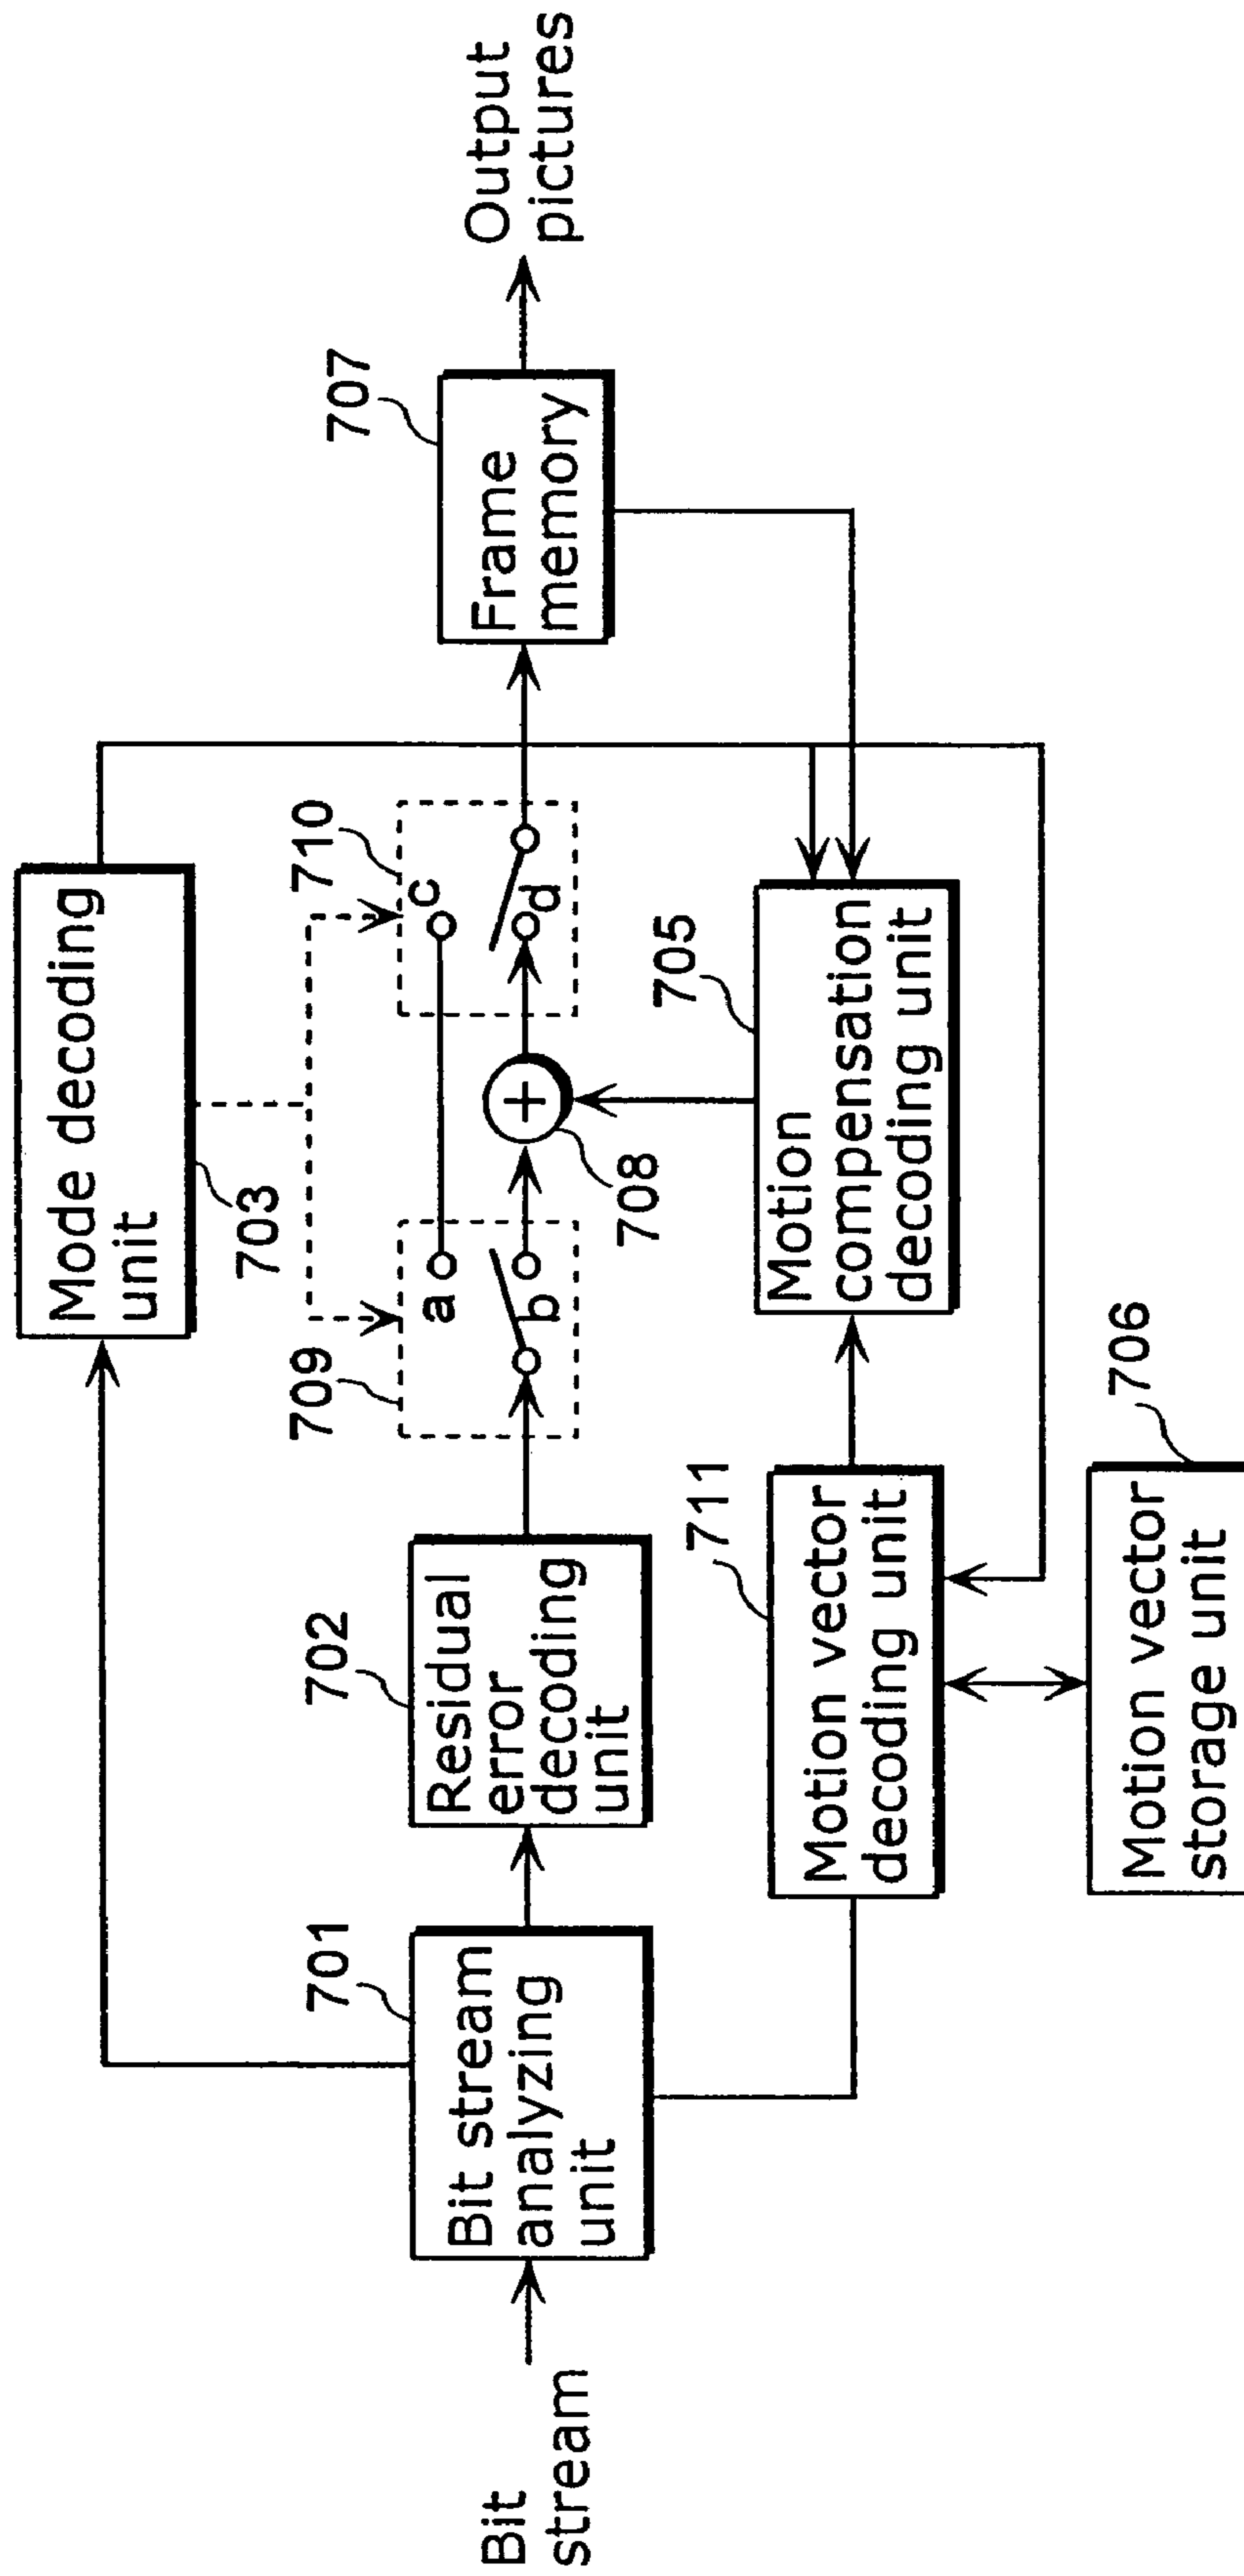 Mode decoding
unit
703
709
710
a
c
b
d
708
Bit
stream
701
Bit stream
analyzing
unit
702
Residual
error
decoding
unit
707
Frame
memory
Output
pictures
711
Motion vector
decoding unit
705
Motion
compensation
decoding unit
706
Motion vector
storage unit